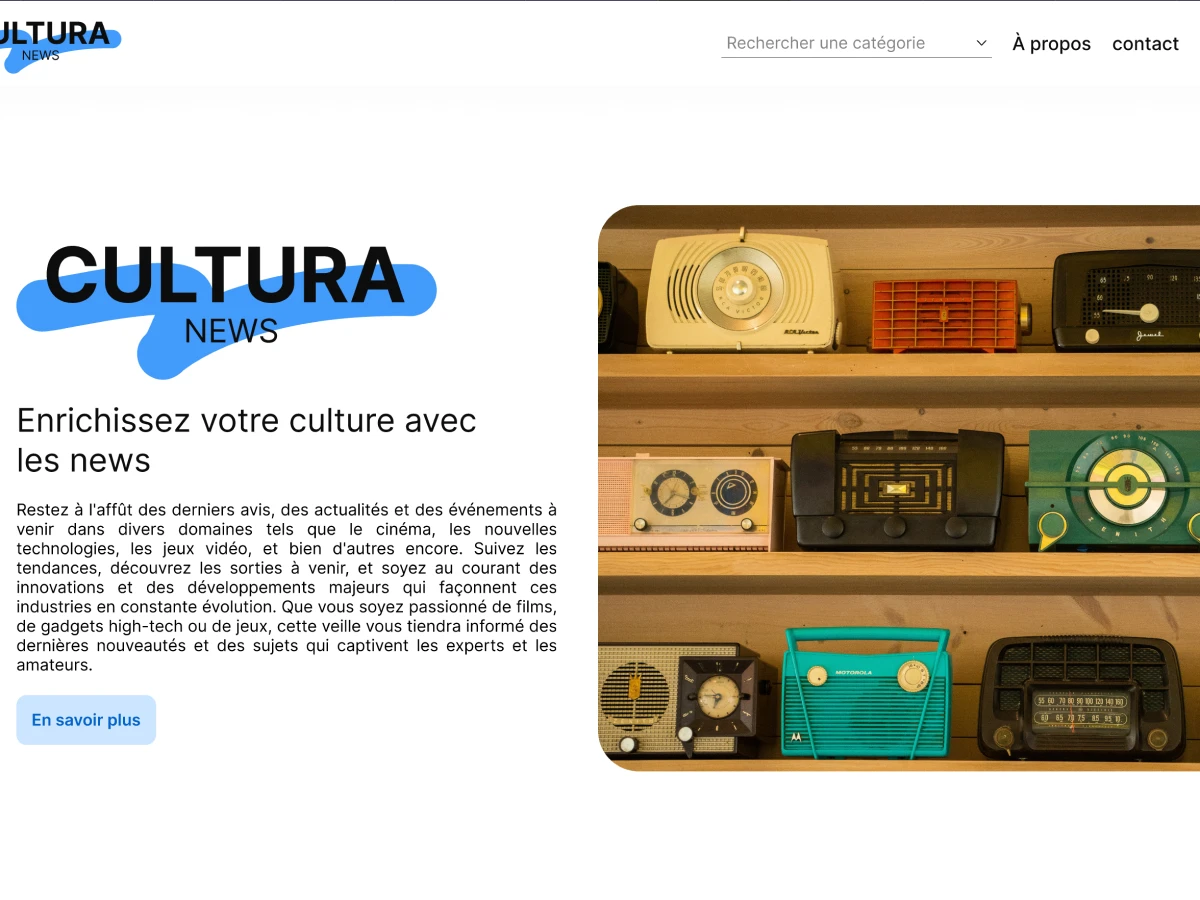 ULTURA
NEWS
Rechercher une catégorie
À propos
contact
CULTURA
NEWS
Enrichissez votre culture avec
les news
Restez à l'affût des derniers avis, des actualités et des événements à
venir dans divers domaines tels que le cinéma, les nouvelles
technologies, les jeux vidéo, et bien d'autres encore. Suivez les
tendances, découvrez les sorties à venir, et soyez au courant des
innovations et des développements majeurs qui façonnent ces
industries en constante évolution. Que vous soyez passionné de films,
de gadgets high-tech ou de jeux, cette veille vous tiendra informé des
dernières nouveautés et des sujets qui captivent les experts et les
amateurs.
En savoir plus
RCA Victor
Jewel
ZENITH
MOTOROLA
55 60 70 80 90 100 120 140 160